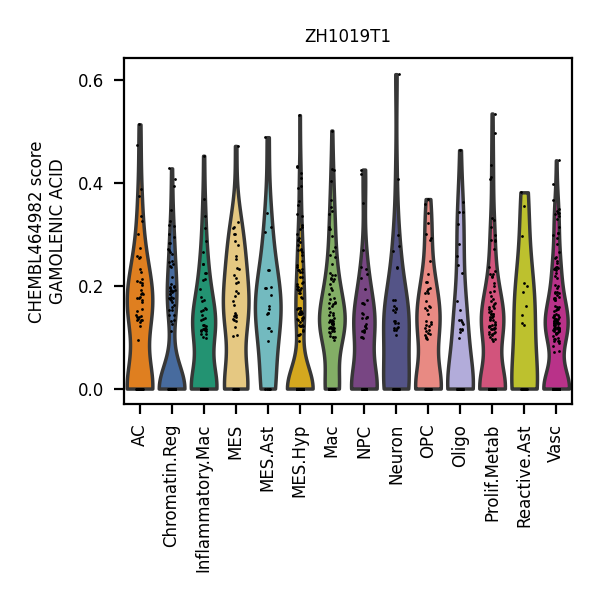 ZH1019T1
CHEMBL464982 score
GAMOLENIC ACID
0.6
0.4
0.2
0.0
AC
Chromatin.Reg
Inflammatory.Mac
MES
MES.Ast
MES.Hyp
Mac
NPC
Neuron
OPC
Oligo
Prolif.Metab
Reactive.Ast
Vasc